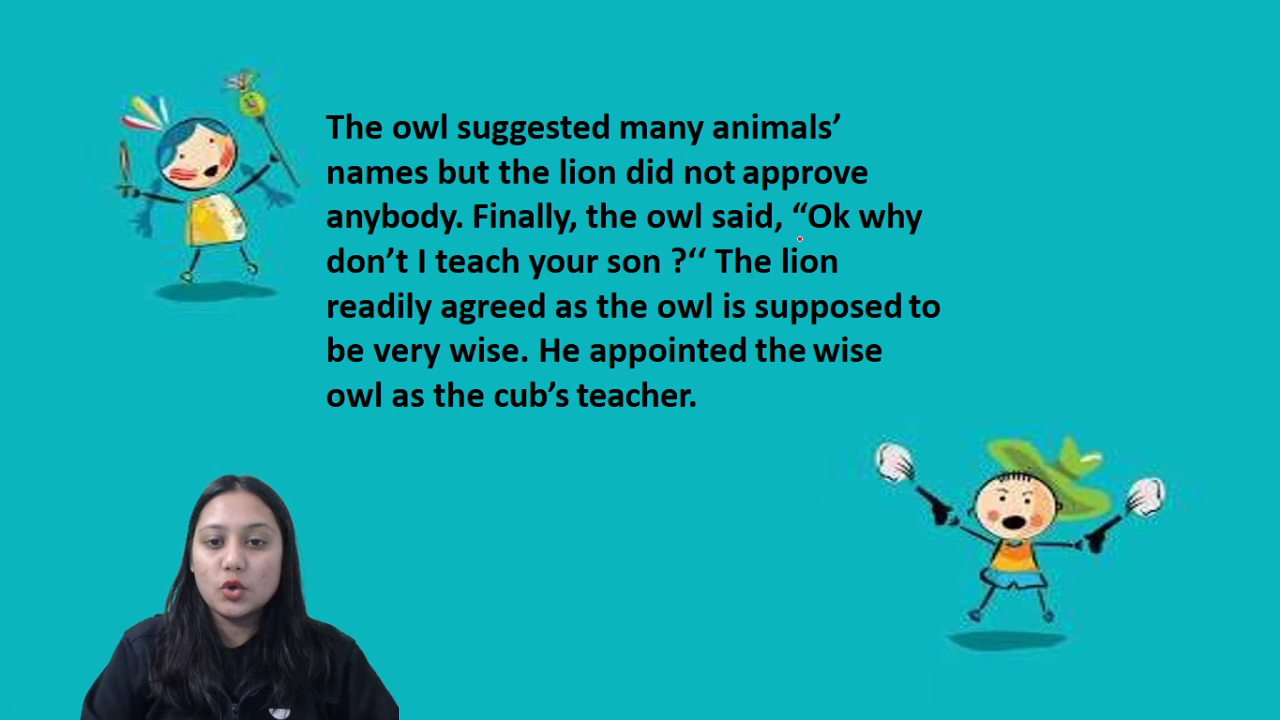 The owl suggested many animals’
names but the lion did not approve
anybody. Finally, the owl said, “Ok why
don’t I teach your son ?‘‘ The lion
readily agreed as the owl is supposed to
be very wise. He appointed the wise
owl as the cub’s teacher.